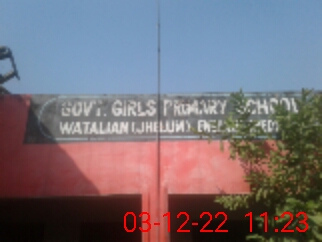 GOVT. GIRLS PRIMARY SCHOOL
WATALIAN (JHELUM)
03-12-22 11:23